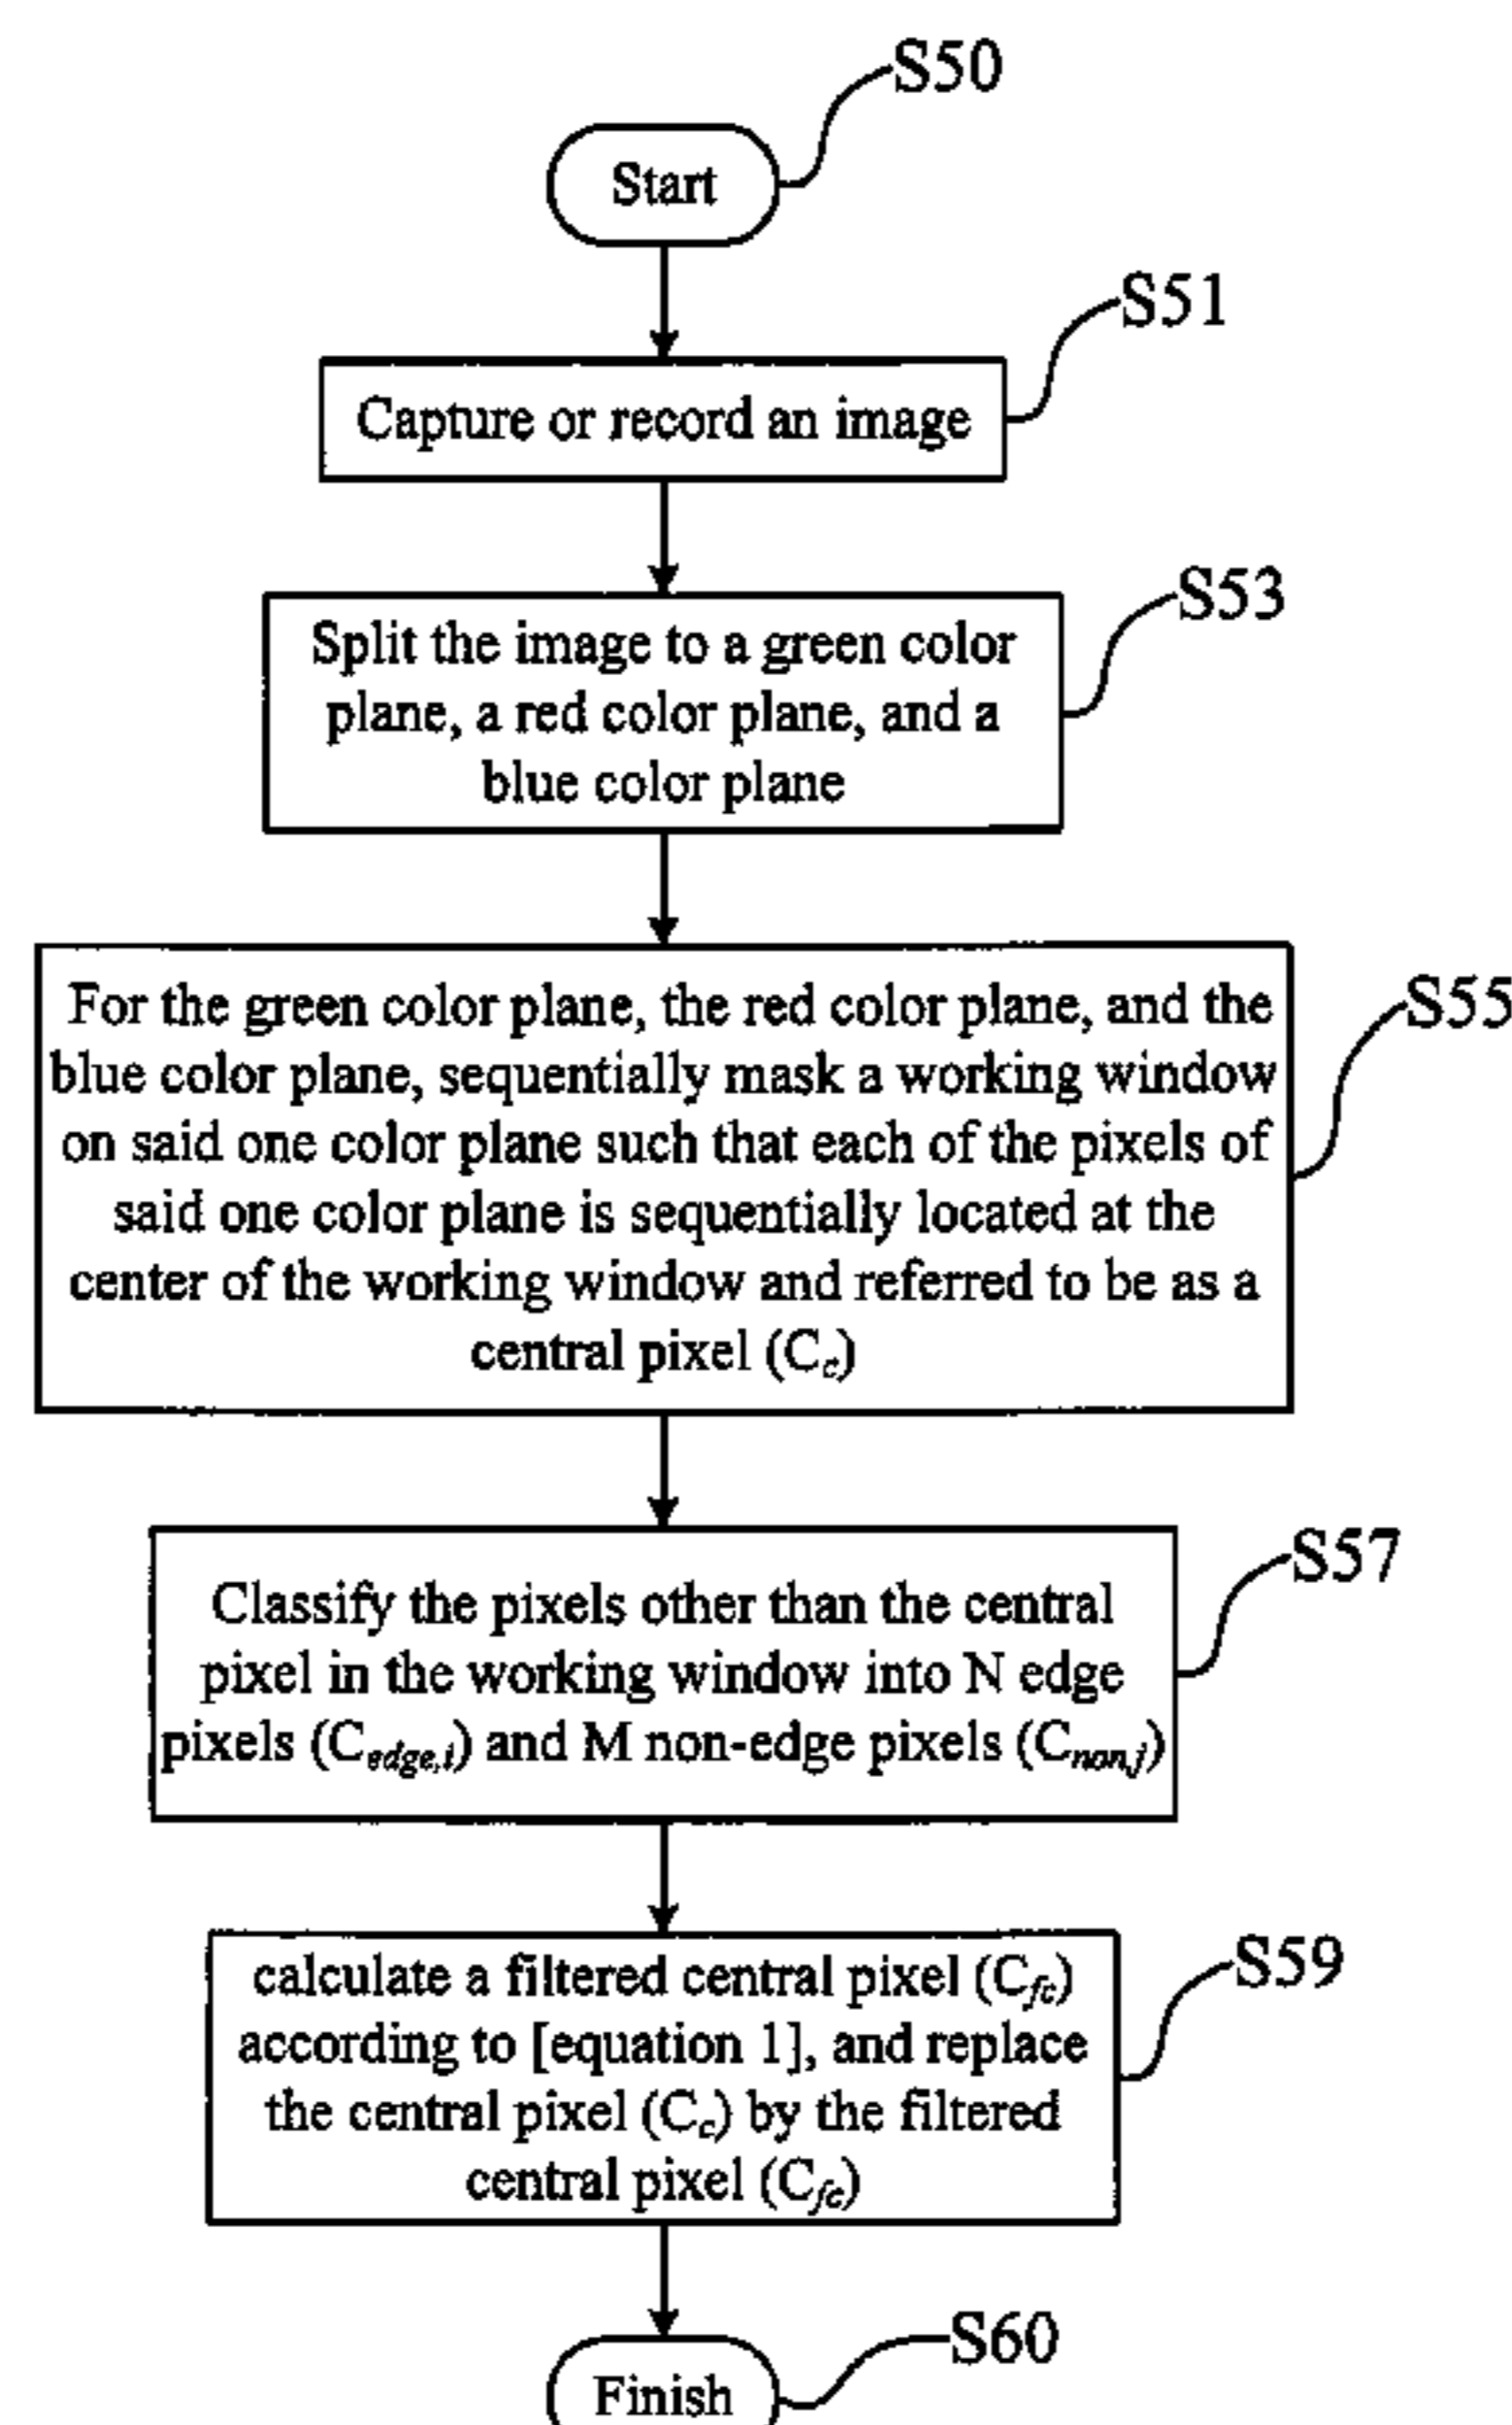 S50
Start
S51
Capture or record an image
S53
Split the image to a green color
plane, a red color plane, and a
blue color plane
S55
For the green color plane, the red color plane, and the
blue color plane, sequentially mask a working window
on said one color plane such that each of the pixels of
said one color plane is sequentially located at the
center of the working window and referred to be as a
central pixel (C_c)
S57
Classify the pixels other than the central
pixel in the working window into N edge
pixels (C_edge,i) and M non-edge pixels (C_non,j)
S59
calculate a filtered central pixel (C_fc)
according to [equation 1], and replace
the central pixel (C_c) by the filtered
central pixel (C_fc)
S60
Finish